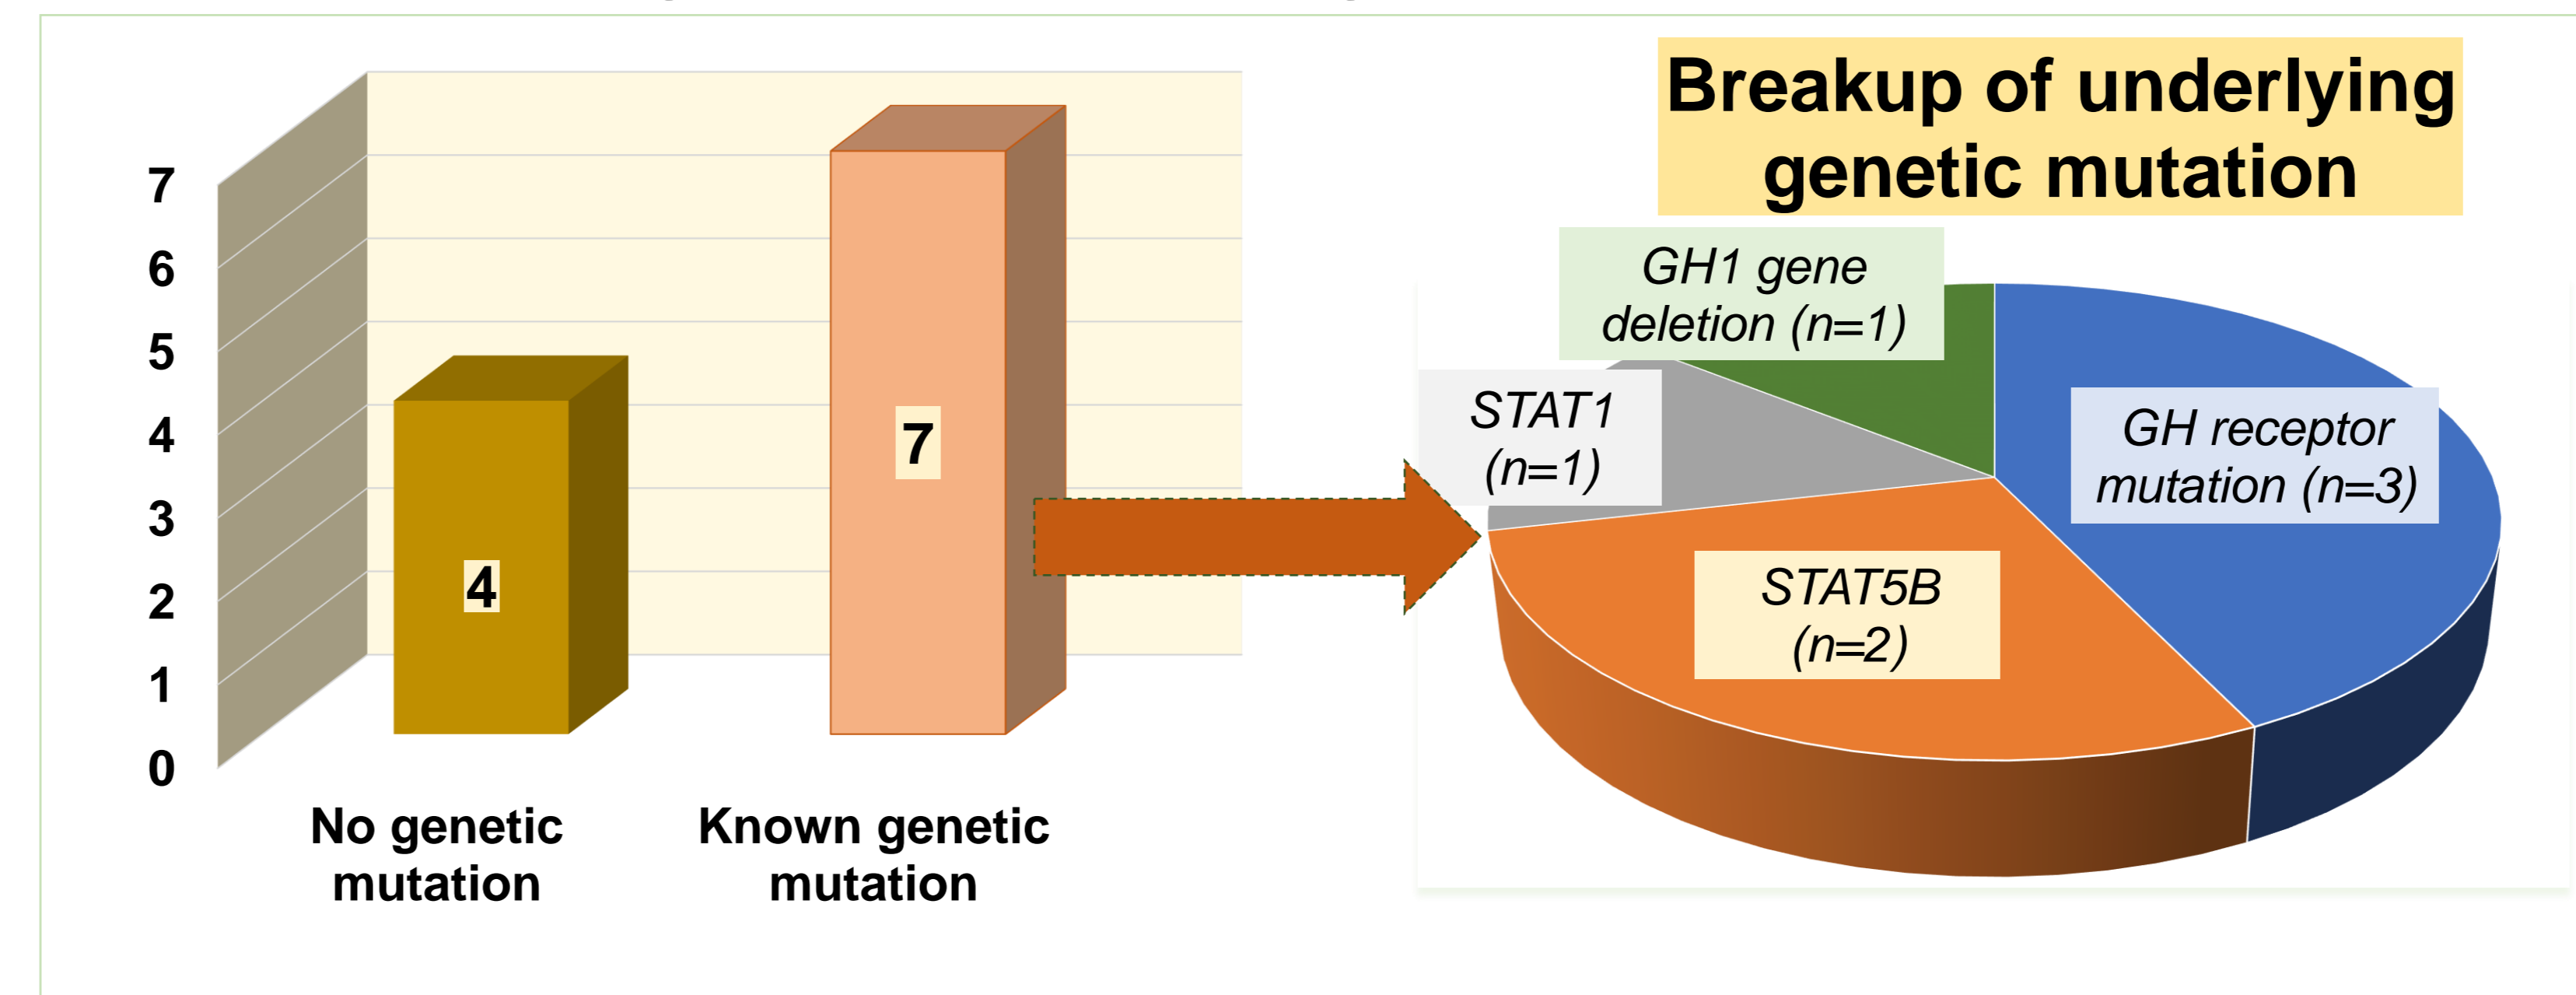 7
6
5
4
3
2
1
0
4
7
No genetic
mutation
Known genetic
mutation
Breakup of underlying
genetic mutation
GH1 gene
deletion (n=1)
STAT1
(n=1)
GH receptor
mutation (n=3)
STAT5B
(n=2)